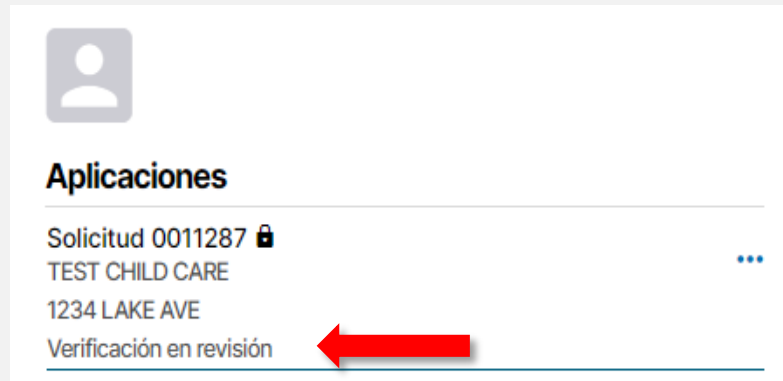 Aplicaciones
Solicitud 0011287
TEST CHILD CARE
1234 LAKE AVE
Verificación en revisión